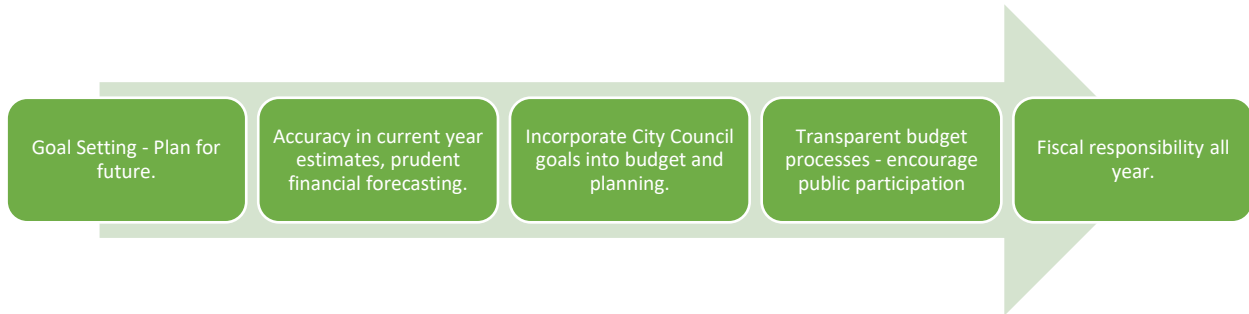 Goal Setting - Plan for
future.
Accuracy in current year
estimates, prudent
financial forecasting.
Incorporate City Council
goals into budget and
planning.
Transparent budget
processes - encourage
public participation
Fiscal responsibility all
year.